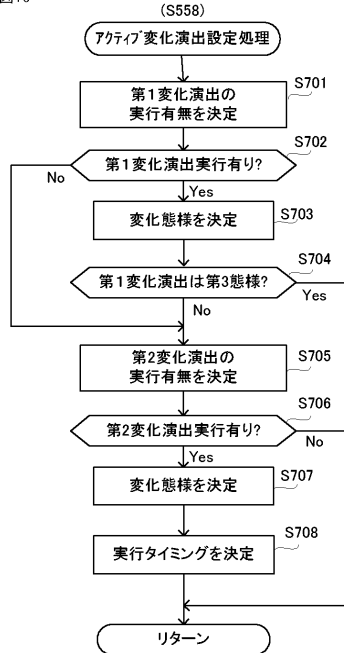 (S558)
アクティブ変化演出設定処理
S701
第1変化演出の
実行有無を決定
S702
第1変化演出実行有り?
No
Yes
S703
変化態様を決定
S704
第1変化演出は第3態様?
Yes
No
S705
第2変化演出の
実行有無を決定
S706
第2変化演出実行有り?
No
Yes
S707
変化態様を決定
S708
実行タイミングを決定
リターン